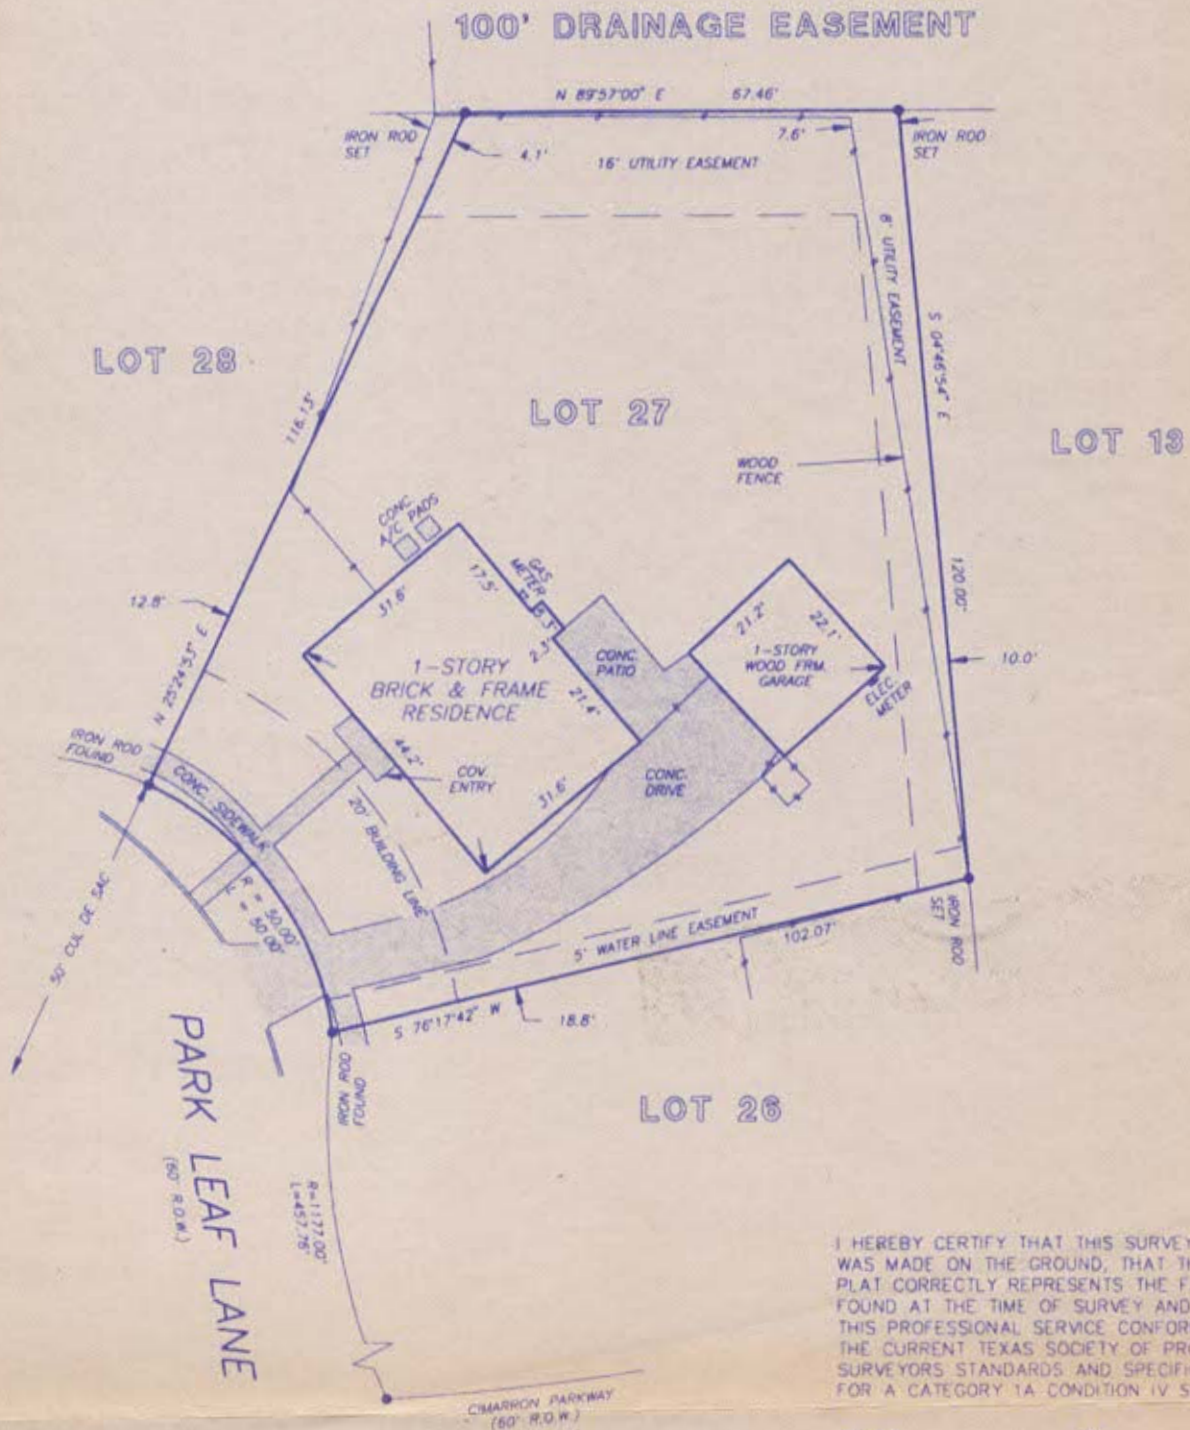 100' DRAINAGE EASEMENT
N 89°57'00" E 67.46'
IRON ROD
SET
4.1'
7.6'
IRON ROD
SET
16' UTILITY EASEMENT
8' UTILITY EASEMENT
S 04°46'54" E
LOT 28
116.13'
LOT 27
LOT 13
WOOD
FENCE
CONC.
A/C PADS
GAS
METER
17.5'
31.6'
2.3'
120.00'
12.8'
N 25°24'53" E
21.2'
22.1'
1-STORY
WOOD FRM.
GARAGE
10.0'
CONC.
PATIO
1-STORY
BRICK & FRAME
RESIDENCE
21.4'
ELEC.
METER
IRON ROD
FOUND
CONC. SIDEWALK
44.2'
COV.
ENTRY
31.6'
CONC.
DRIVE
20' BUILDING LINE
R = 50.00'
L = 50.00'
50' CUL DE SAC
5' WATER LINE EASEMENT
102.07'
IRON ROD
SET
S 76°17'42" W
18.8'
IRON ROD
FOUND
LOT 26
PARK LEAF LANE
(60' R.O.W.)
R=1177.00'
L=457.78'
I HEREBY CERTIFY THAT THIS SURVEY
WAS MADE ON THE GROUND, THAT TH
PLAT CORRECTLY REPRESENTS THE F
FOUND AT THE TIME OF SURVEY AND
THIS PROFESSIONAL SERVICE CONFOR
THE CURRENT TEXAS SOCIETY OF PRO
SURVEYORS STANDARDS AND SPECIFI
FOR A CATEGORY 1A CONDITION IV S
CIMARRON PARKWAY
(60' R.O.W.)